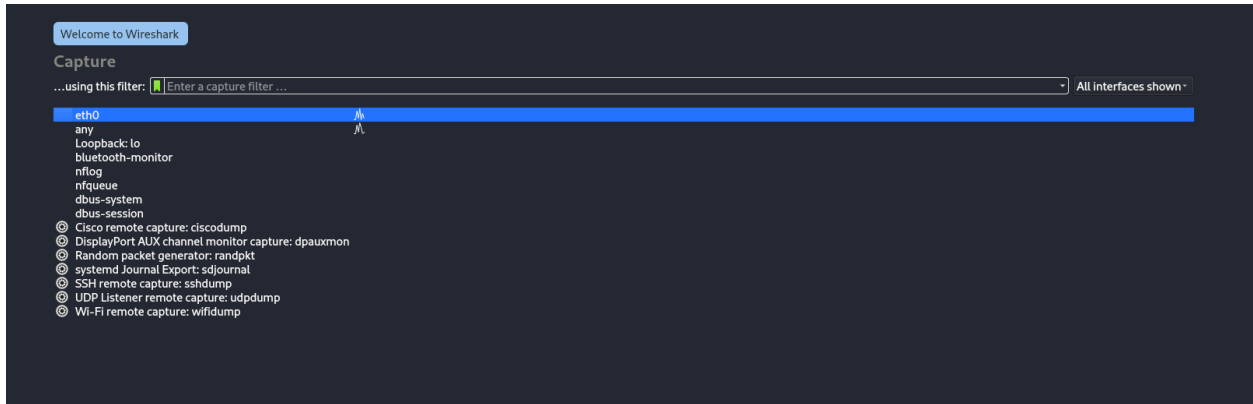 Welcome to Wireshark
Capture
...using this filter: Enter a capture filter ... All interfaces shown
eth0
any
Loopback: lo
bluetooth-monitor
nflog
nfqueue
dbus-system
dbus-session
Cisco remote capture: ciscodump
DisplayPort AUX channel monitor capture: dpauxmon
Random packet generator: randpkt
systemd Journal Export: sdjournal
SSH remote capture: sshdump
UDP Listener remote capture: udpdump
Wi-Fi remote capture: wifidump